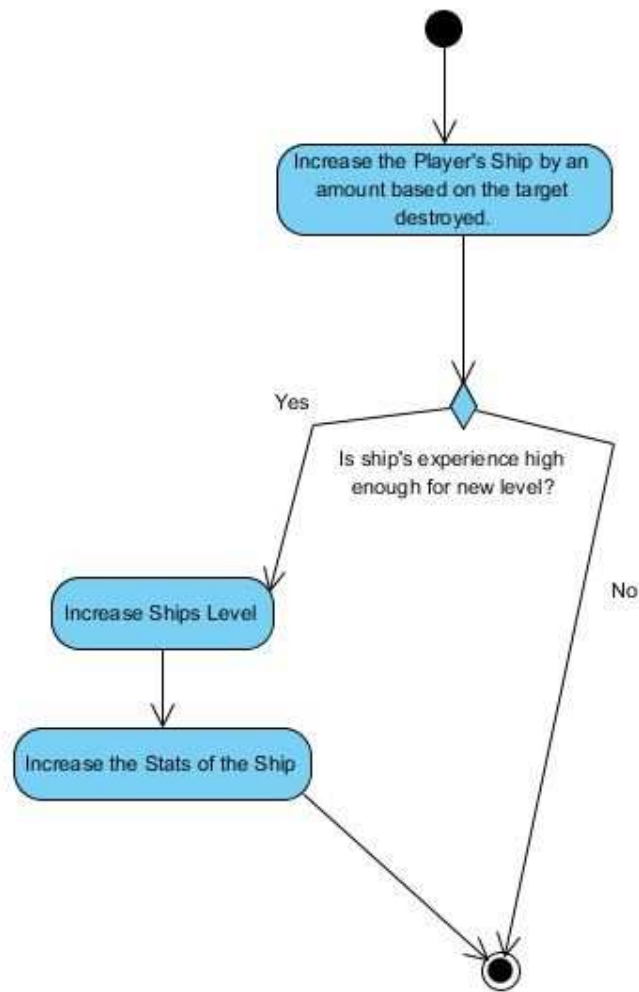 Increase the Player's Ship by an
amount based on the target
destroyed.
Yes
Is ship's experience high
enough for new level?
No
Increase Ships Level
Increase the Stats of the Ship